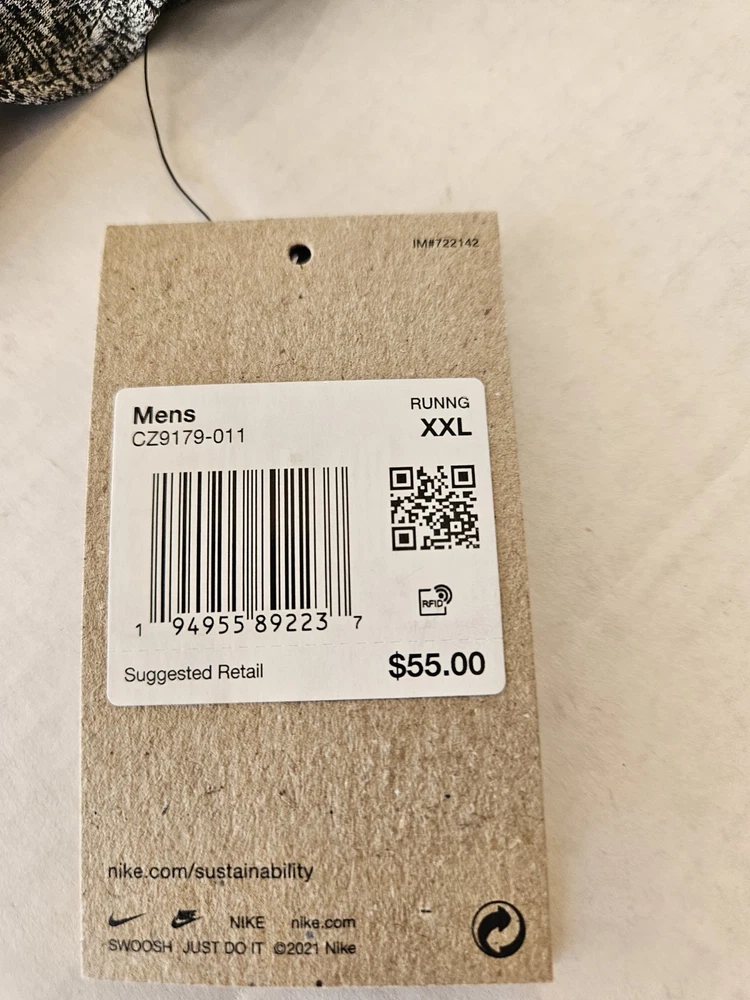 IM#722142
Mens
RUNNG
CZ9179-011
XXL
RFID
1 94955 89223 7
Suggested Retail
$55.00
nike.com/sustainability
NIKE NIKE nike.com
SWOOSH JUST DO IT ©2021 Nike